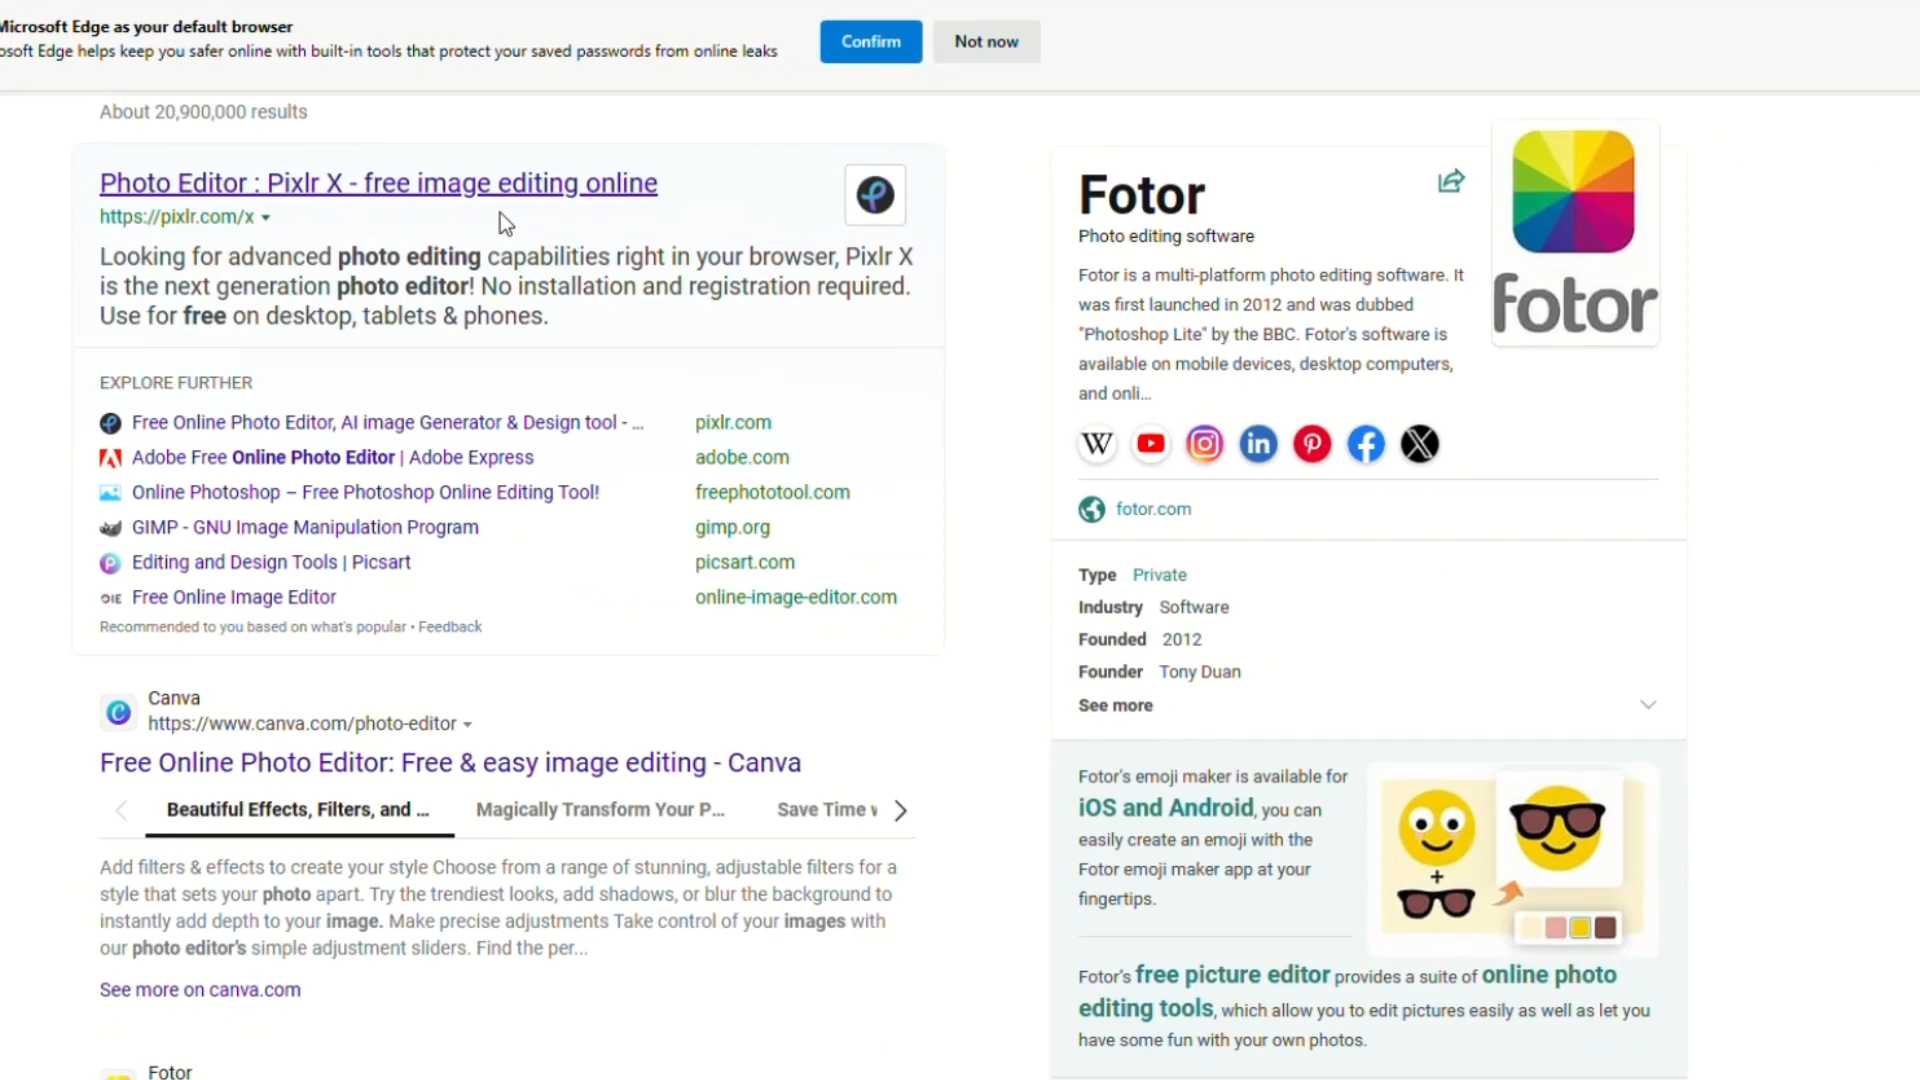 Microsoft Edge as your default browser
osoft Edge helps keep you safer online with built-in tools that protect your saved passwords from online leaks
Confirm
Not now
About 20,900,000 results
Photo Editor : Pixlr X - free image editing online
https://pixlr.com/x
Looking for advanced photo editing capabilities right in your browser, Pixlr X
is the next generation photo editor! No installation and registration required.
Use for free on desktop, tablets & phones.
EXPLORE FURTHER
Free Online Photo Editor, AI image Generator & Design tool - ... pixlr.com
Adobe Free Online Photo Editor | Adobe Express adobe.com
Online Photoshop – Free Photoshop Online Editing Tool! freephototool.com
GIMP - GNU Image Manipulation Program gimp.org
Editing and Design Tools | Picsart picsart.com
OIE Free Online Image Editor online-image-editor.com
Recommended to you based on what's popular • Feedback
Canva
https://www.canva.com/photo-editor
Free Online Photo Editor: Free & easy image editing - Canva
Beautiful Effects, Filters, and ... Magically Transform Your P... Save Time
Add filters & effects to create your style Choose from a range of stunning, adjustable filters for a
style that sets your photo apart. Try the trendiest looks, add shadows, or blur the background to
instantly add depth to your image. Make precise adjustments Take control of your images with
our photo editor's simple adjustment sliders. Find the per...
See more on canva.com
Fotor
Fotor
Photo editing software
Fotor is a multi-platform photo editing software. It
was first launched in 2012 and was dubbed
"Photoshop Lite" by the BBC. Fotor's software is
available on mobile devices, desktop computers,
and onli...
fotor
fotor.com
Type Private
Industry Software
Founded 2012
Founder Tony Duan
See more
Fotor's emoji maker is available for
iOS and Android, you can
easily create an emoji with the
Fotor emoji maker app at your
fingertips.
Fotor's free picture editor provides a suite of online photo
editing tools, which allow you to edit pictures easily as well as let you
have some fun with your own photos.